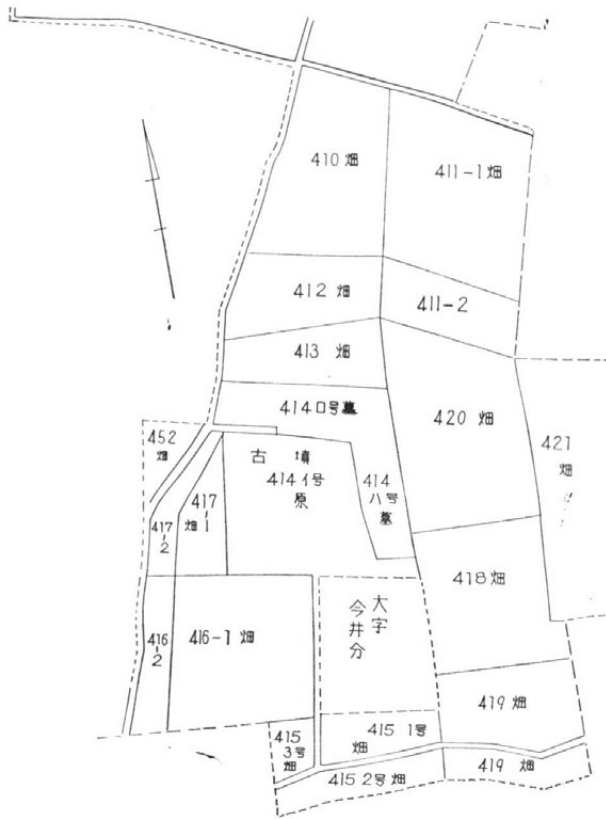 410 畑
411-1 畑
412 畑
411-2
413 畑
414 ロ号墓
420 畑
452
畑
古墳
414 イ号
原
414
ハ号
墓
421
畑
417
1
畑
417
2
418 畑
大字
今井分
416-1 畑
416
2
419 畑
415 1号
畑
415
3号
畑
415 2号 畑
419 畑